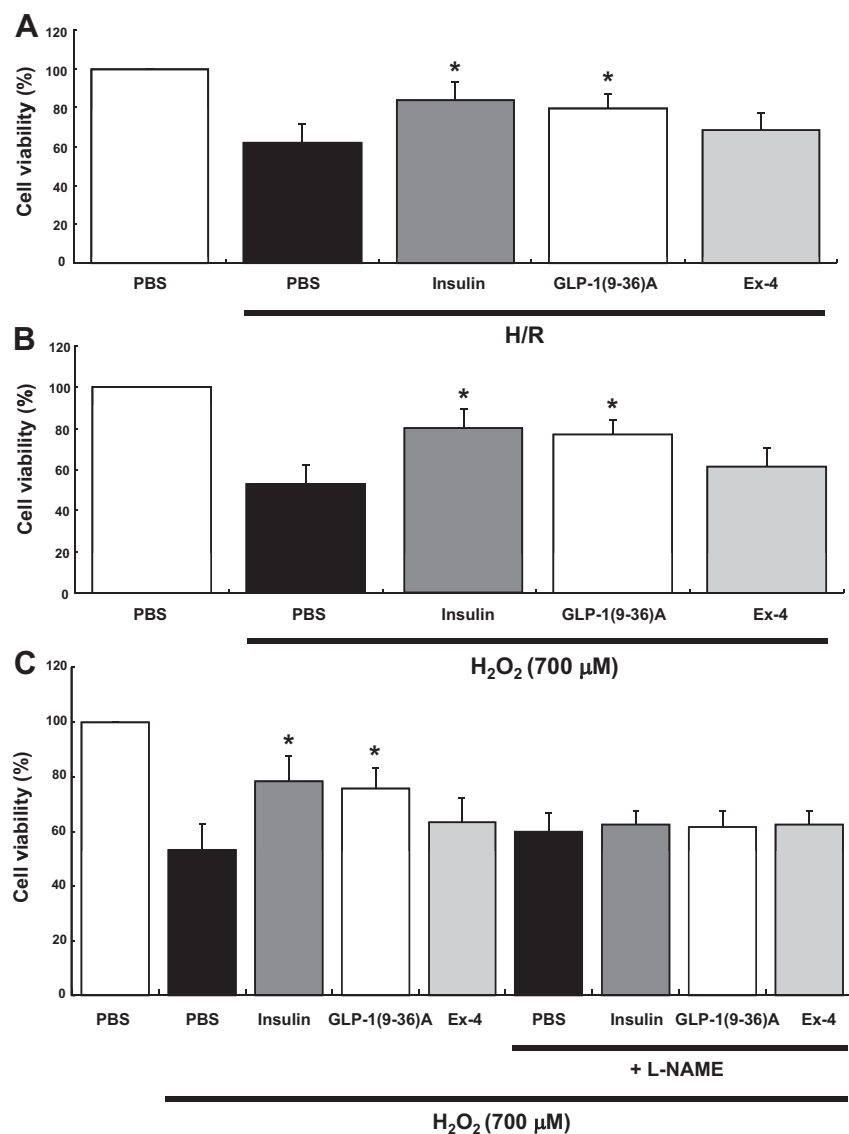 A
Cell viability (%)
120
100
80
60
40
20
0
*
*
PBS PBS Insulin GLP-1(9-36)A Ex-4
H/R
B
Cell viability (%)
120
100
80
60
40
20
0
*
*
PBS PBS Insulin GLP-1(9-36)A Ex-4
H₂O₂ (700 μM)
C
Cell viability (%)
120
100
80
60
40
20
0
*
*
PBS PBS Insulin GLP-1(9-36)A Ex-4 PBS Insulin GLP-1(9-36)A Ex-4
+ L-NAME
H₂O₂ (700 μM)